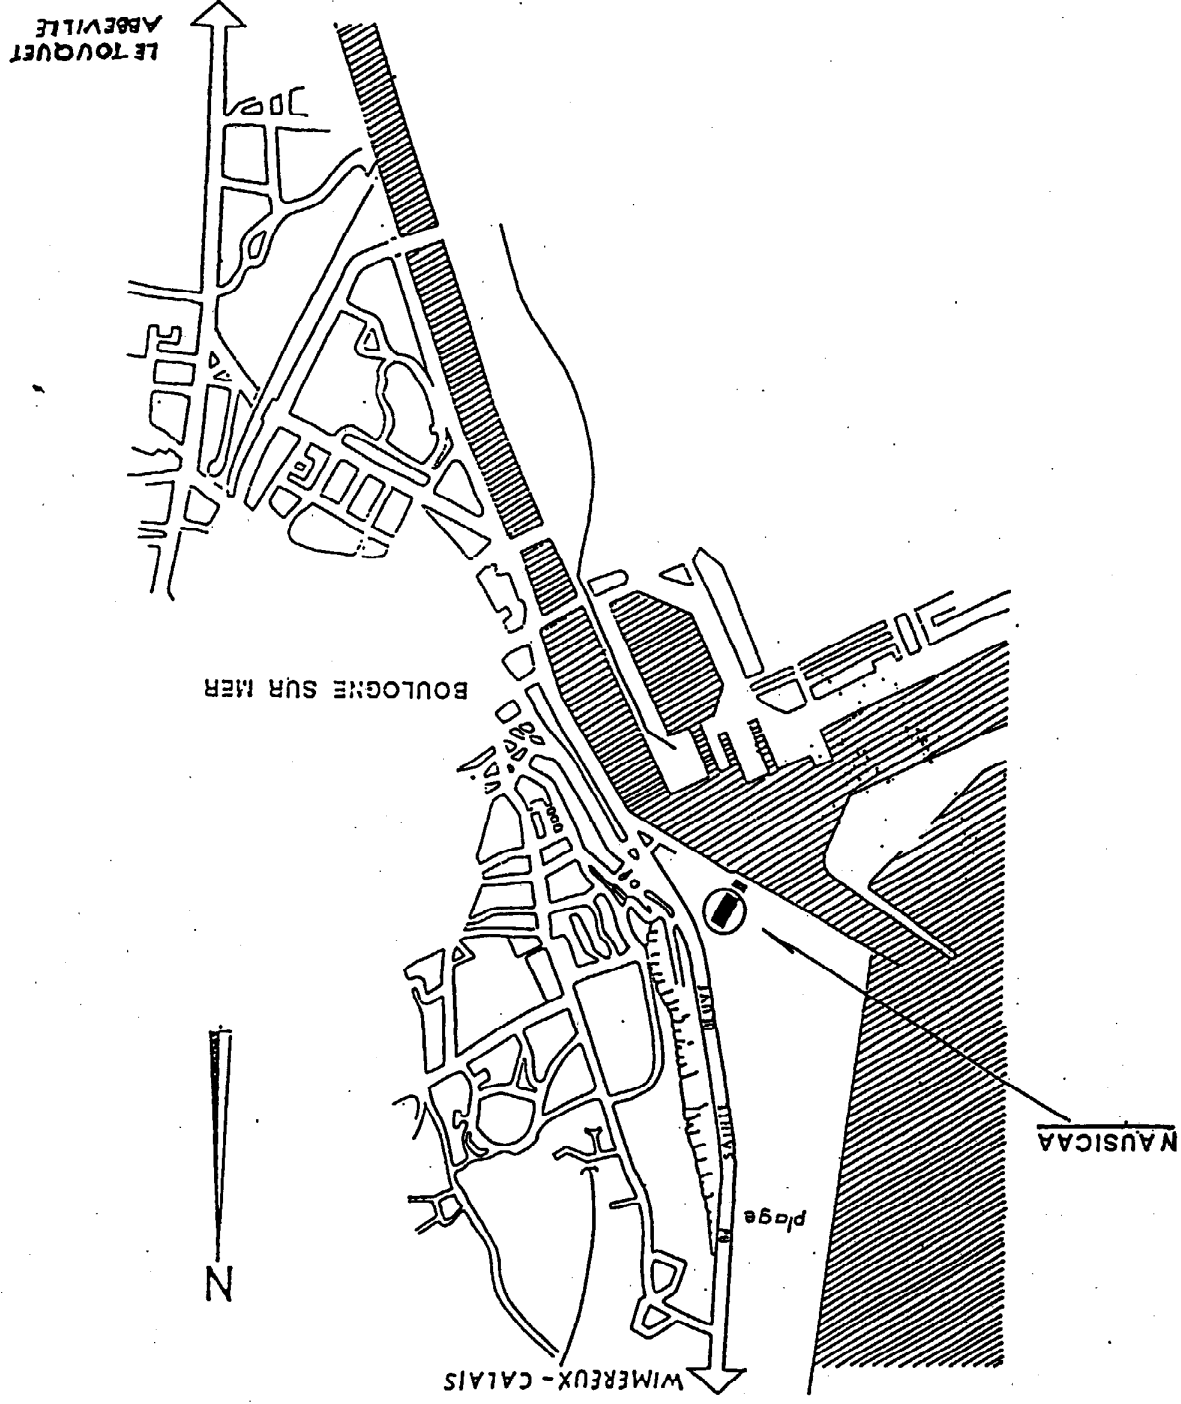 WIMEREUX - CALAIS
N
plage
NAUSICAA
BOULOGNE SUR MER
LE TOUQUET
ABBEVILLE